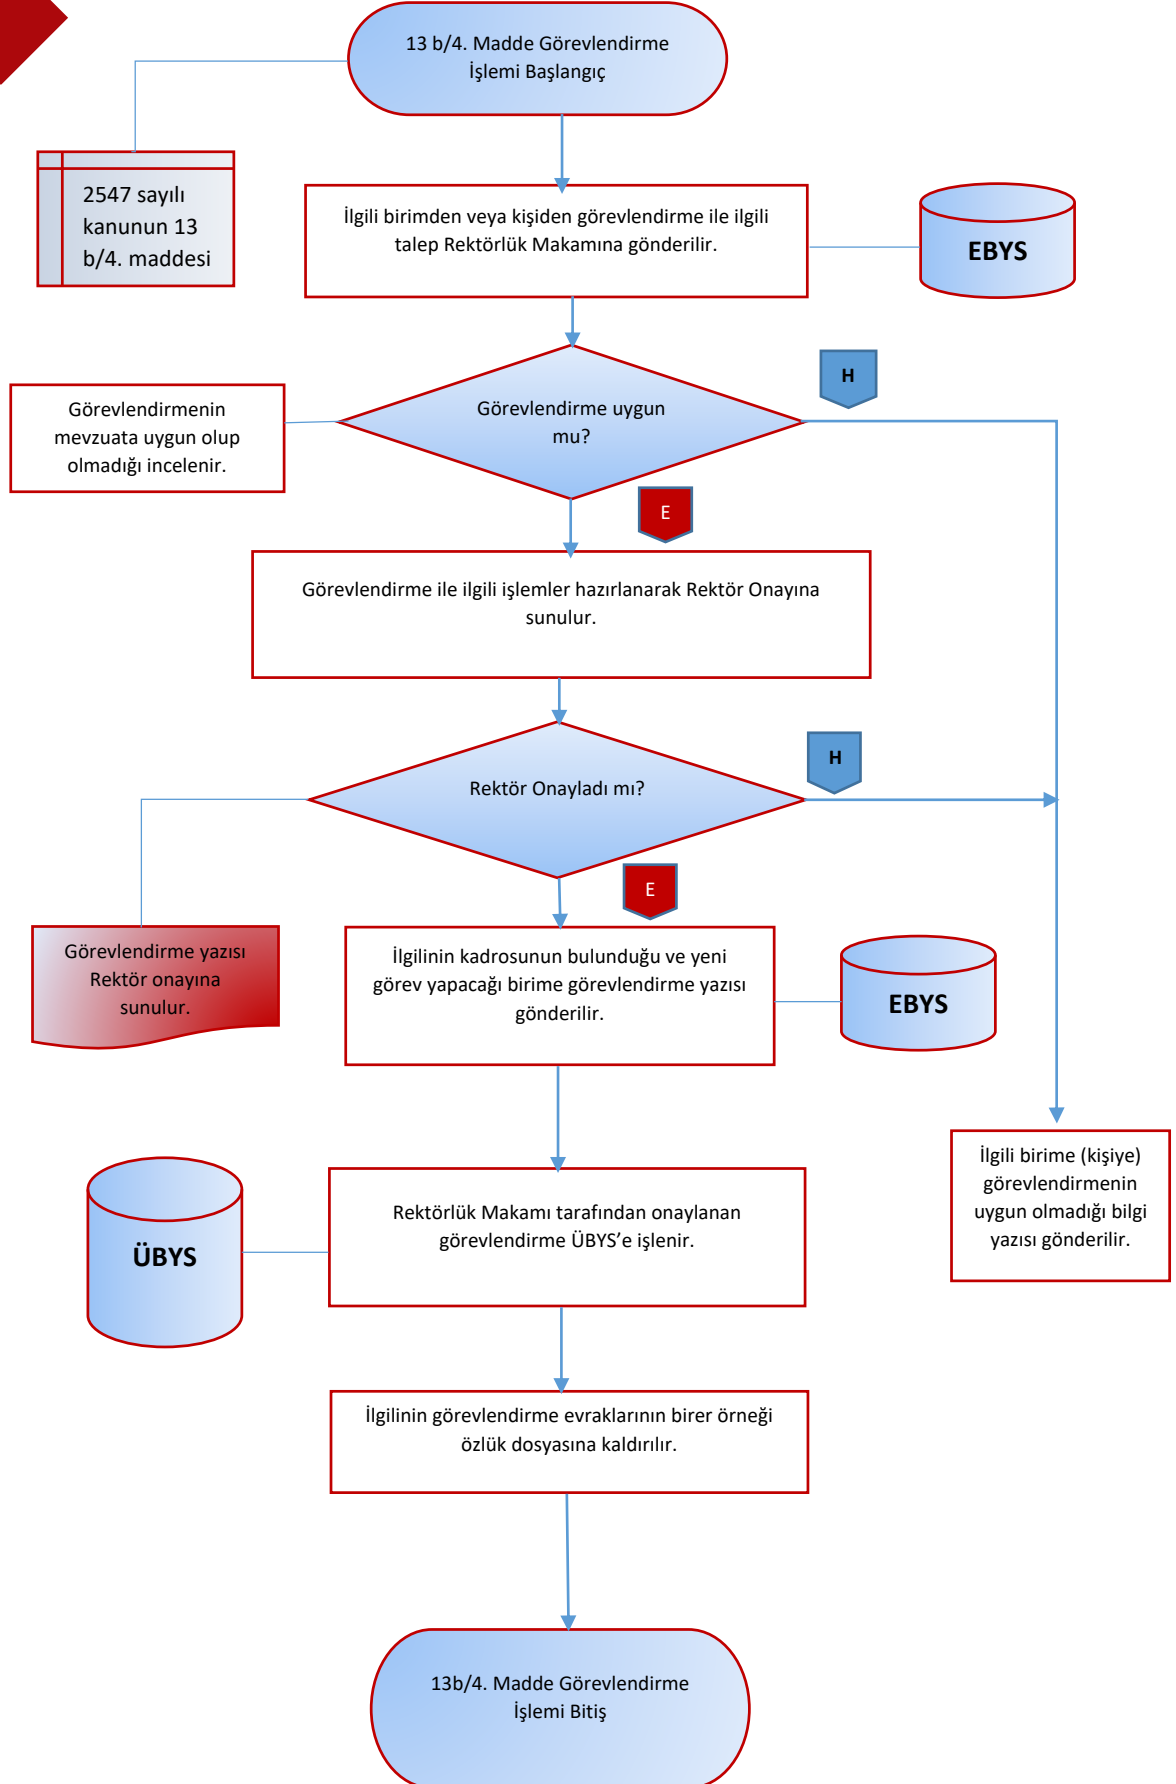 13 b/4. Madde Görevlendirme
İşlemi Başlangıç
2547 sayılı
kanunun 13
b/4. maddesi
İlgili birimden veya kişiden görevlendirme ile ilgili
talep Rektörlük Makamına gönderilir.
EBYS
H
Görevlendirmenin
mevzuata uygun olup
olmadığı incelenir.
Görevlendirme uygun
mu?
E
Görevlendirme ile ilgili işlemler hazırlanarak Rektör Onayına
sunulur.
H
Rektör Onayladı mı?
E
Görevlendirme yazısı
Rektör onayına
sunulur.
İlgilinin kadrosunun bulunduğu ve yeni
görev yapacağı birime görevlendirme yazısı
gönderilir.
EBYS
İlgili birime (kişiye)
görevlendirmenin
uygun olmadığı bilgi
yazısı gönderilir.
ÜBYS
Rektörlük Makamı tarafından onaylanan
görevlendirme ÜBYS’e işlenir.
İlgilinin görevlendirme evraklarının birer örneği
özlük dosyasına kaldırılır.
13b/4. Madde Görevlendirme
İşlemi Bitiş